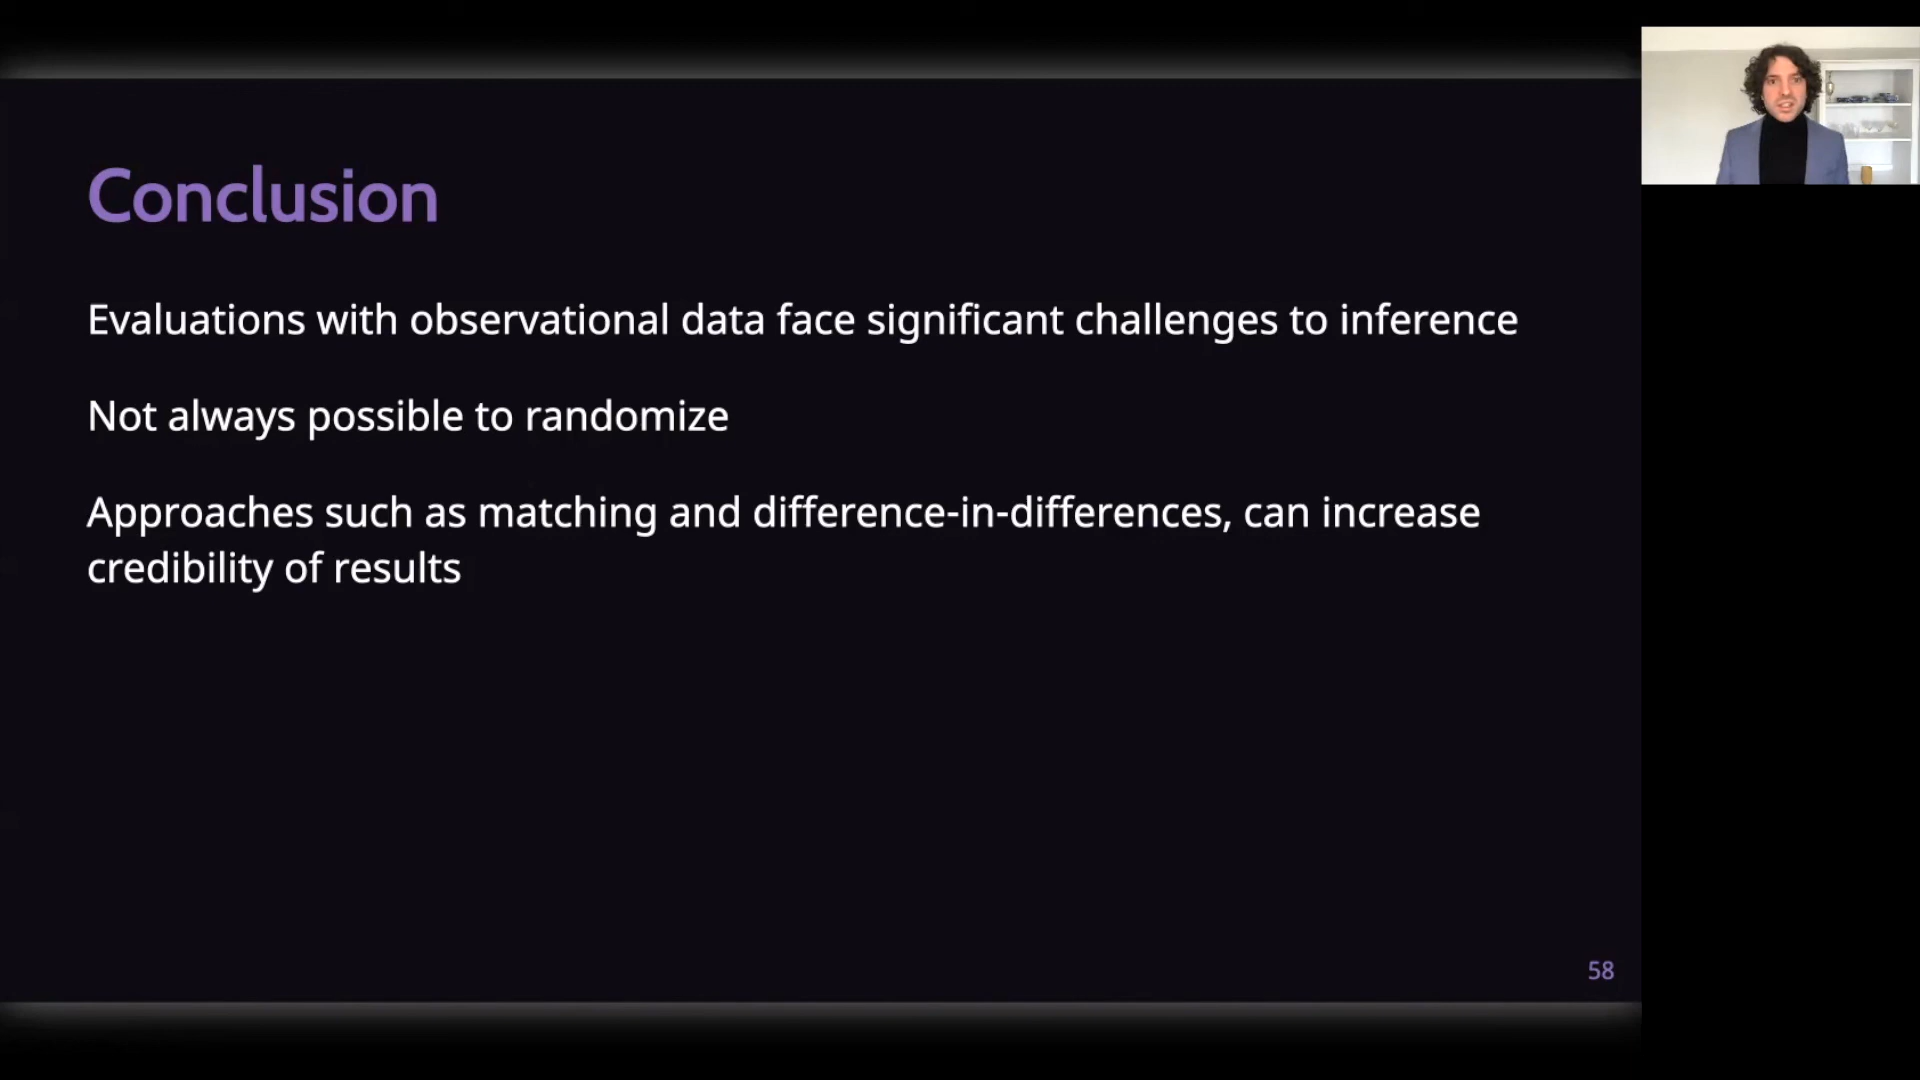 Conclusion
Evaluations with observational data face significant challenges to inference
Not always possible to randomize
Approaches such as matching and difference-in-differences, can increase
credibility of results
58